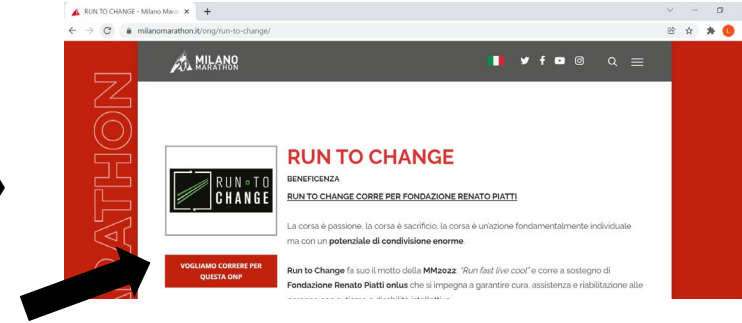 RUN TO CHANGE - Milano Mara
milanomarathon.it/ong/run-to-change/
L
MILANO
MARATHON
ARATHON
RUN TO
CHANGE
RUN TO CHANGE
BENEFICENZA
RUN TO CHANGE CORRE PER FONDAZIONE RENATO PIATTI
La corsa è passione, la corsa è sacrificio, la corsa è un'azione fondamentalmente individuale
ma con un potenziale di condivisione enorme.
VOGLIAMO CORRERE PER
QUESTA ONP
Run to Change fa suo il motto della MM2022: "Run fast live cool" e corre a sostegno di
Fondazione Renato Piatti onlus che si impegna a garantire cura, assistenza e riabilitazione alle